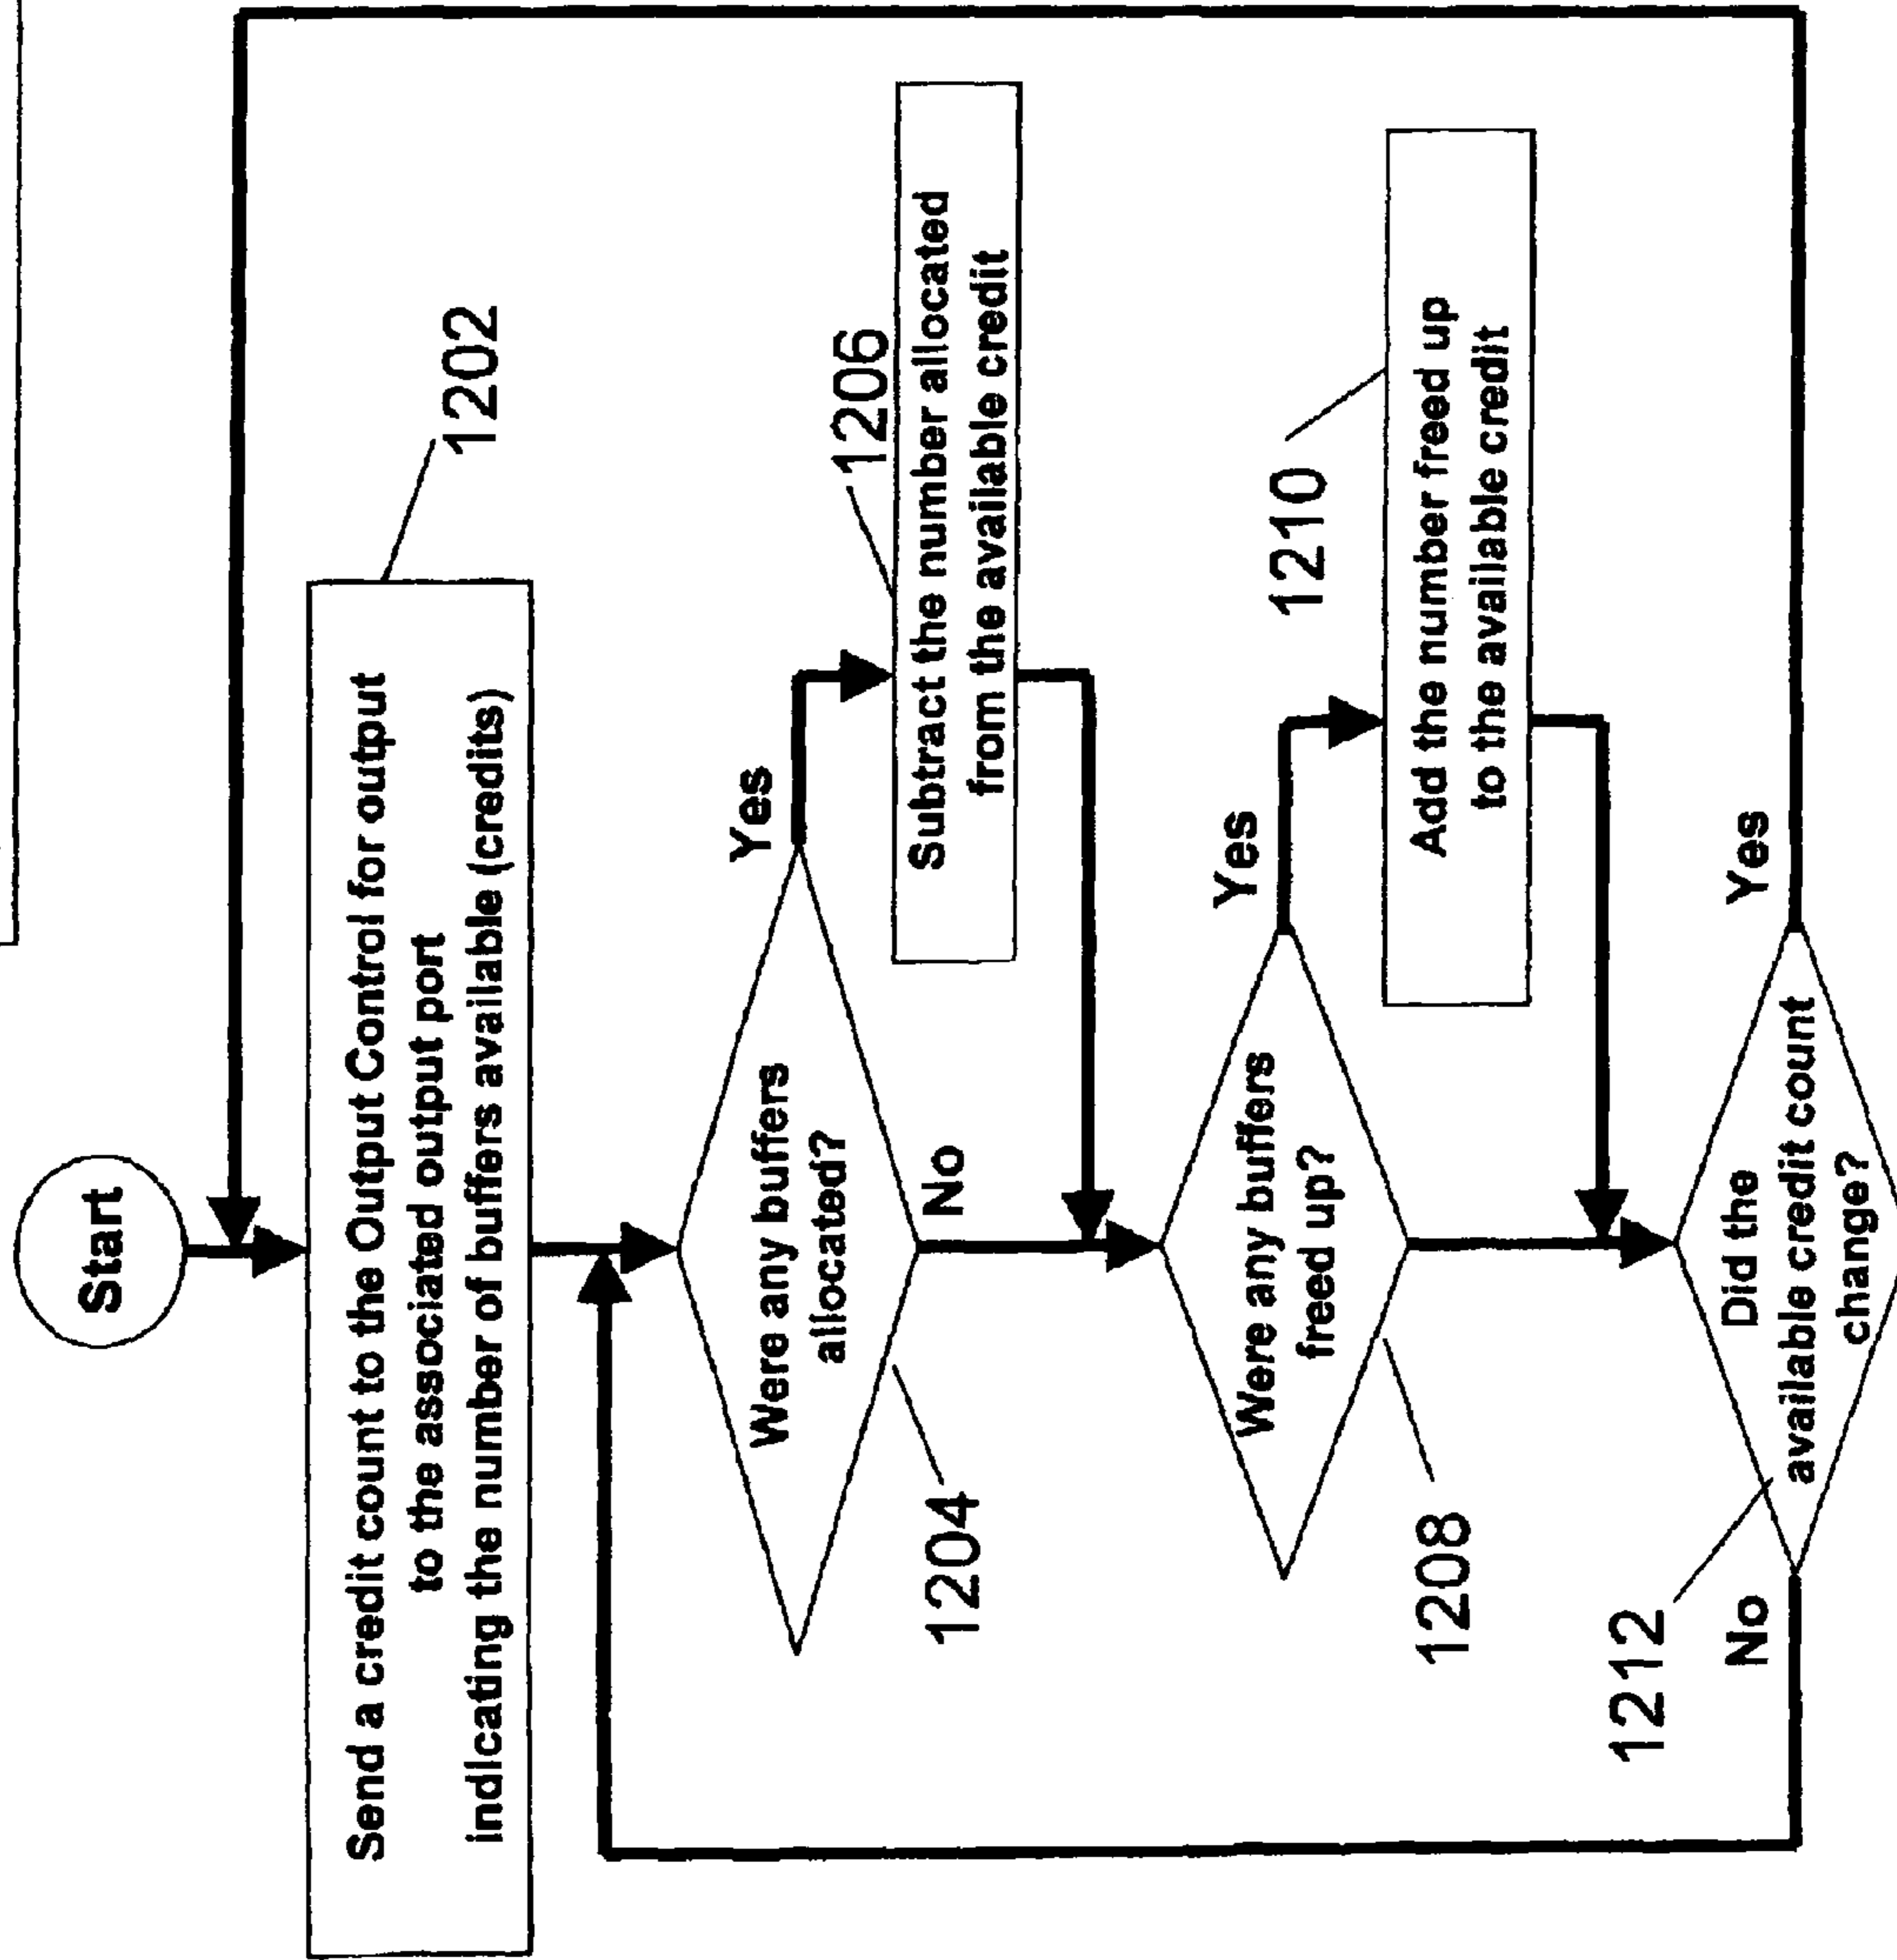 Start
Send a credit count to the Output Control for output
to the associated output port
indicating the number of buffers available (credits)
1202
Were any buffers
allocated?
1204
Yes
No
Subtract the number allocated
from the available credit
1206
Were any buffers
freed up?
1208
Yes
Add the number freed up
to the available credit
1210
Did the
available credit count
change?
1212
Yes
No